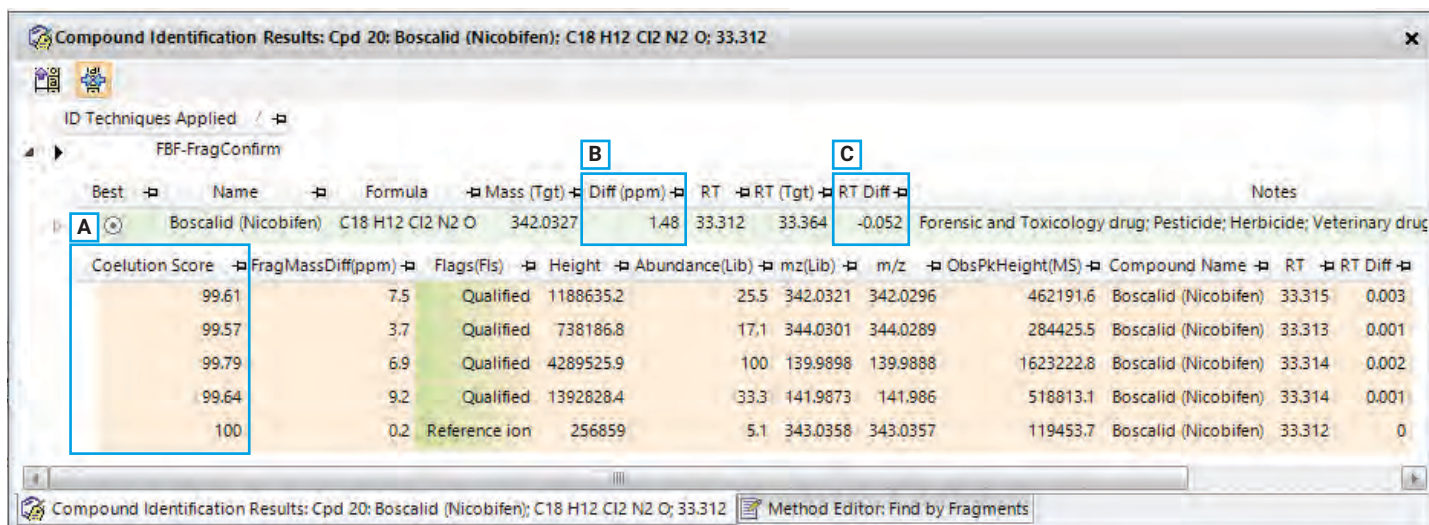 Compound Identification Results: Cpd 20: Boscalid (Nicobifen); C18 H12 Cl2 N2 O; 33.312
ID Techniques Applied /
FBF-FragConfirm
B C
Best Name Formula Mass (Tgt) Diff (ppm) RT RT (Tgt) RT Diff Notes
A Boscalid (Nicobifen) C18 H12 Cl2 N2 O 342.0327 1.48 33.312 33.364 -0.052 Forensic and Toxicology drug; Pesticide; Herbicide; Veterinary drug
Coelution Score FragMassDiff(ppm) Flags(Fls) Height Abundance(Lib) mz(Lib) m/z ObsPkHeight(MS) Compound Name RT RT Diff
99.61 7.5 Qualified 1188635.2 25.5 342.0321 342.0296 462191.6 Boscalid (Nicobifen) 33.315 0.003
99.57 3.7 Qualified 738186.8 17.1 344.0301 344.0289 284425.5 Boscalid (Nicobifen) 33.313 0.001
99.79 6.9 Qualified 4289525.9 100 139.9898 139.9888 1623222.8 Boscalid (Nicobifen) 33.314 0.002
99.64 9.2 Qualified 1392828.4 33.3 141.9873 141.986 518813.1 Boscalid (Nicobifen) 33.314 0.001
100 0.2 Reference ion 256859 5.1 343.0358 343.0357 119453.7 Boscalid (Nicobifen) 33.312 0
Compound Identification Results: Cpd 20: Boscalid (Nicobifen); C18 H12 Cl2 N2 O; 33.312 Method Editor: Find by Fragments